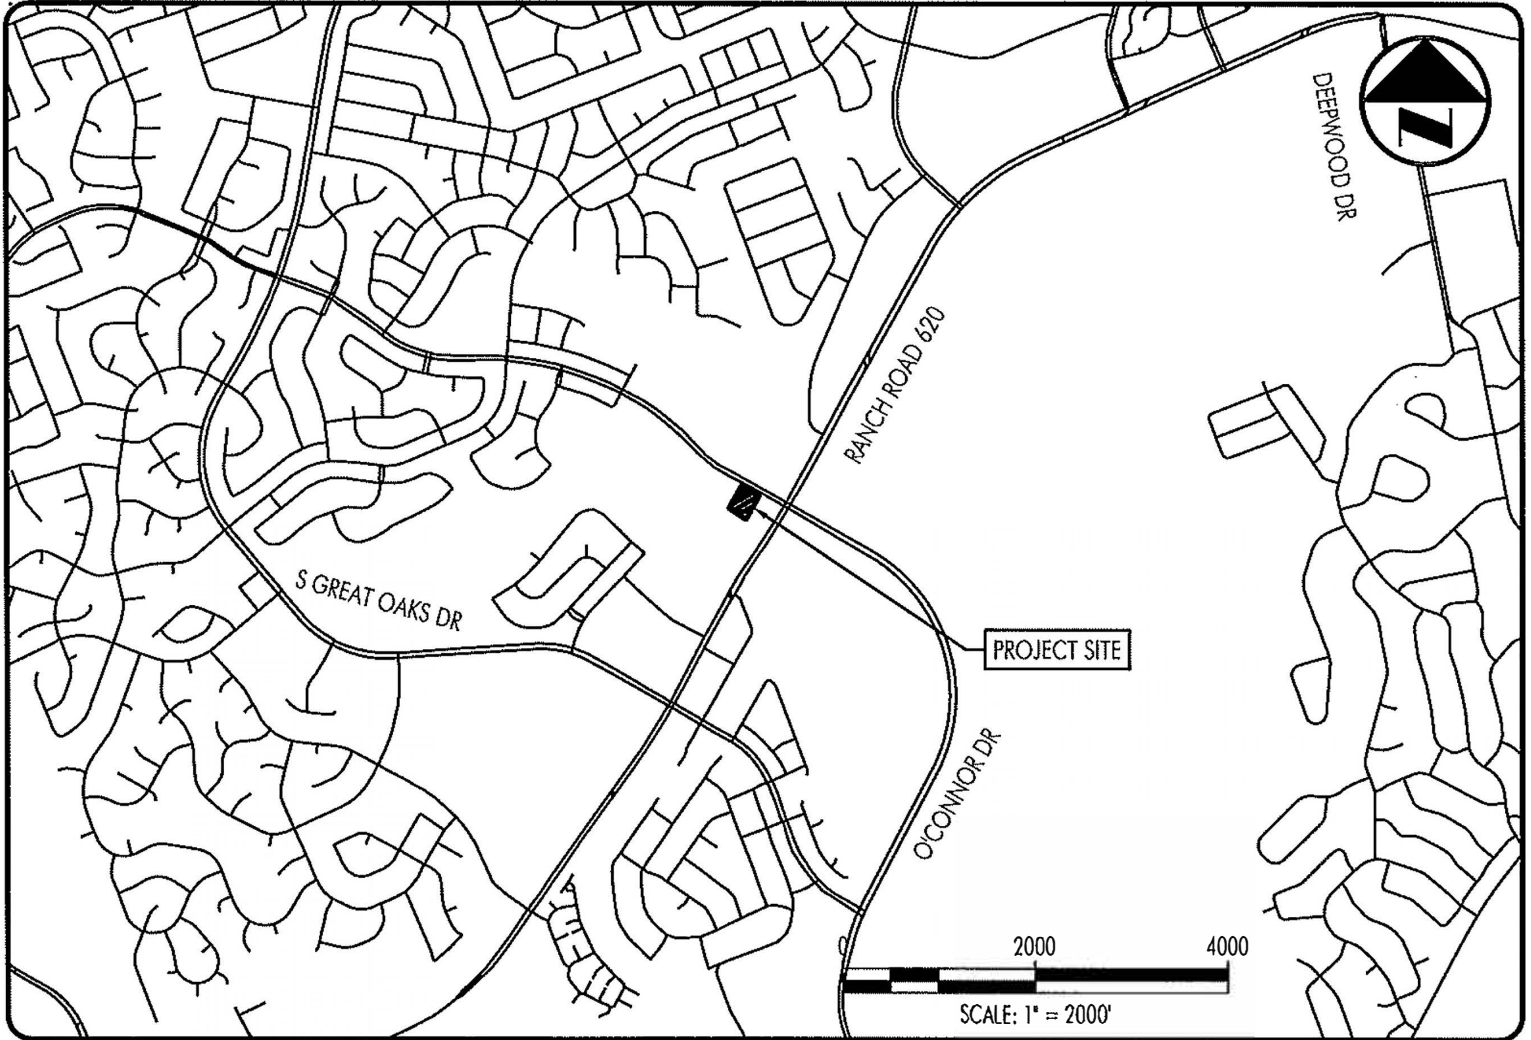 DEEPWOOD DR
N
RANCH ROAD 620
S GREAT OAKS DR
PROJECT SITE
O'CONNOR DR
0 2000 4000
SCALE: 1" = 2000'